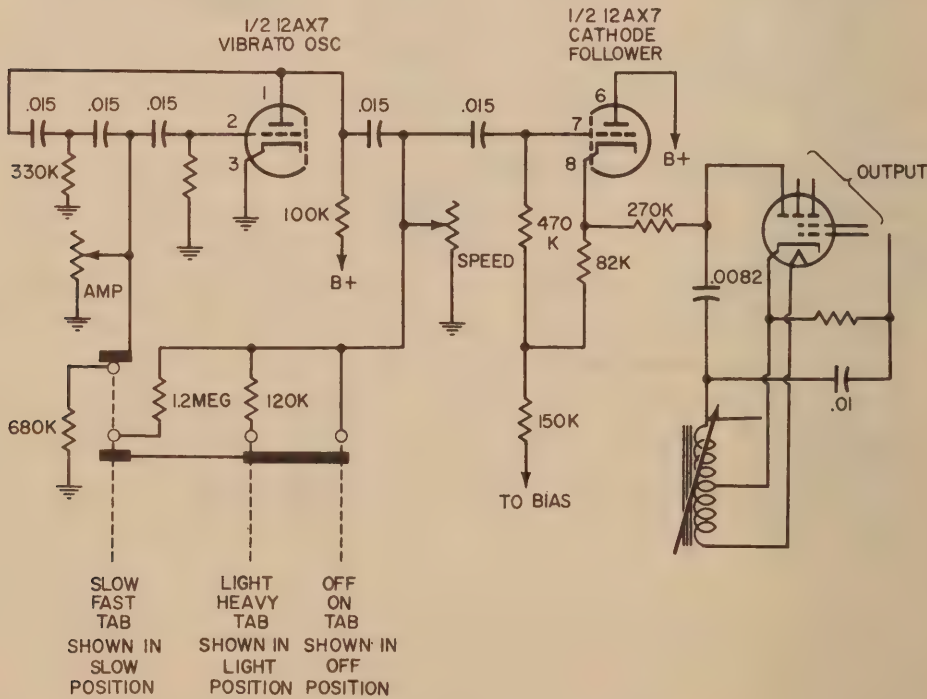 1/2 12AX7
VIBRATO OSC
1/2 12AX7
CATHODE
FOLLOWER
.015
.015
.015
1
2
3
.015
.015
6
7
8
B+
OUTPUT
330K
100K
B+
AMP
SPEED
470
K
270K
82K
.0082
680K
1.2MEG
120K
150K
.01
TO BIAS
SLOW
FAST
TAB
SHOWN IN
SLOW
POSITION
LIGHT
HEAVY
TAB
SHOWN IN
LIGHT
POSITION
OFF
ON
TAB
SHOWN IN
OFF
POSITION